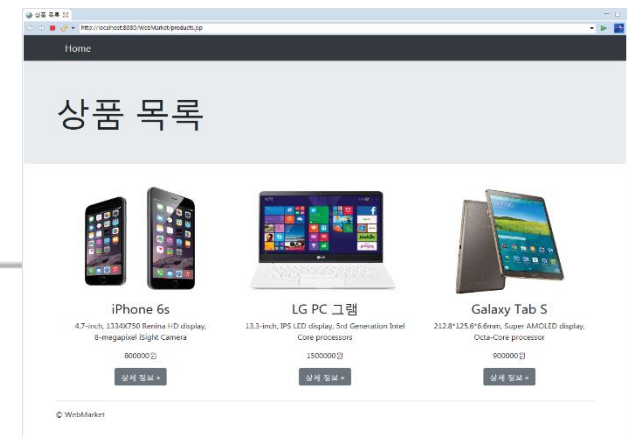 상품 목록
http://localhost:8080/WebMarket/products.jsp
Home
상품 목록
iPhone 6s
4.7-inch, 1334X750 Renina HD display,
8-megapixel iSight Camera
800000원
상세 정보 »
LG PC 그램
13.3-inch, IPS LED display, 5rd Generation Intel
Core processors
1500000원
상세 정보 »
Galaxy Tab S
212.8*125.6*6.6mm, Super AMOLED display,
Octa-Core processor
900000원
상세 정보 »
© WebMarket